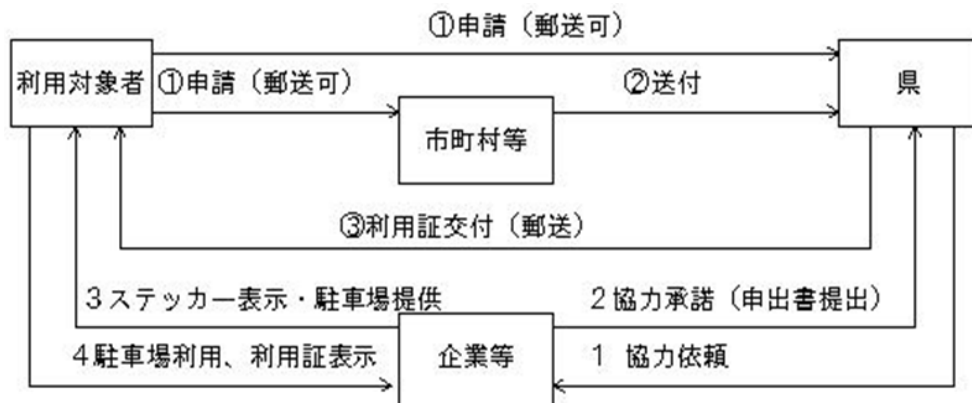 ①申請（郵送可）
利用対象者
①申請（郵送可）
②送付
県
市町村等
③利用証交付（郵送）
３ステッカー表示・駐車場提供
２協力承諾（申出書提出）
４駐車場利用、利用証表示
企業等
１ 協力依頼